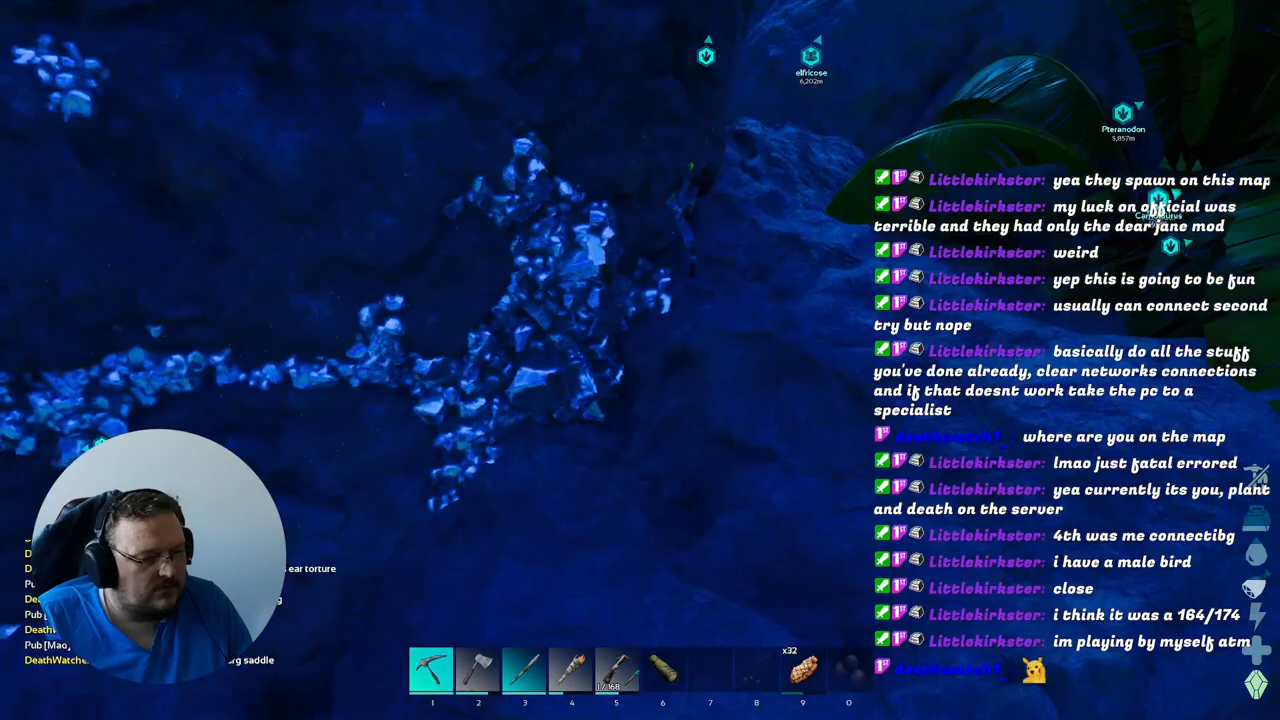 elfricose
6,202m
Pteranodon
5,857m
Littlekirkster: yea they spawn on this map
Littlekirkster: my luck on official was
terrible and they had only the dear jane mod
Littlekirkster: weird
Littlekirkster: yep this is going to be fun
Littlekirkster: usually can connect second
try but nope
Littlekirkster: basically do all the stuff
you've done already, clear networks connections
and if that doesnt work take the pc to a
specialist
deathwatch1_ where are you on the map
Littlekirkster: lmao just fatal errored
Littlekirkster: yea currently its you, plant
and death on the server
Littlekirkster: 4th was me connectibg
Littlekirkster: i have a male bird
Littlekirkster: close
Littlekirkster: i think it was a 164/174
Littlekirkster: im playing by myself atm
deathwatch1_
ear torture
Pub [Mao]
DeathWatche rg saddle
x32
1/168
1 2 3 4 5 6 7 8 9 0